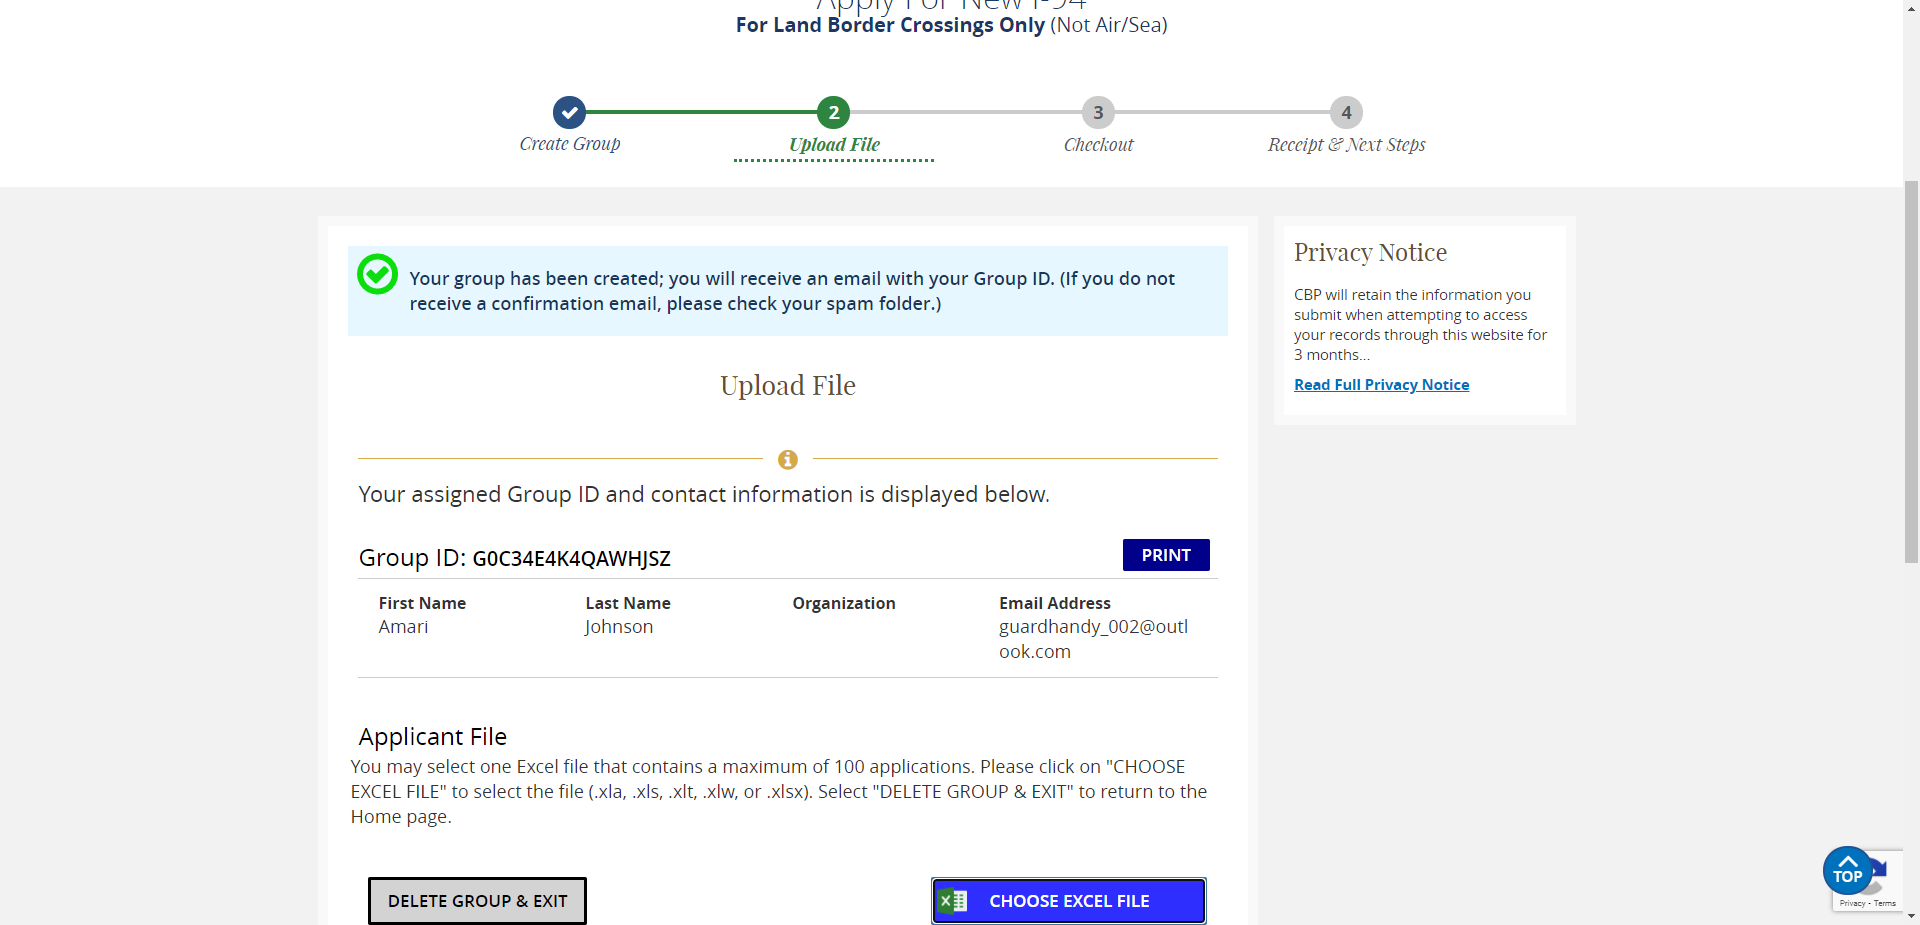 Apply For New I-94
For Land Border Crossings Only (Not Air/Sea)
2
3
4
Create Group
Upload File
Checkout
Receipt & Next Steps
Your group has been created; you will receive an email with your Group ID. (If you do not
receive a confirmation email, please check your spam folder.)
Upload File
Your assigned Group ID and contact information is displayed below.
Group ID: G0C34E4K4QAWHJSZ
PRINT
First Name
Last Name
Organization
Email Address
Amari
Johnson
guardhandy_002@outl
ook.com
Applicant File
You may select one Excel file that contains a maximum of 100 applications. Please click on "CHOOSE
EXCEL FILE" to select the file (.xla, .xls, .xlt, .xlw, or .xlsx). Select "DELETE GROUP & EXIT" to return to the
Home page.
DELETE GROUP & EXIT
CHOOSE EXCEL FILE
Privacy Notice
CBP will retain the information you
submit when attempting to access
your records through this website for
3 months...
Read Full Privacy Notice
TOP
Privacy - Terms